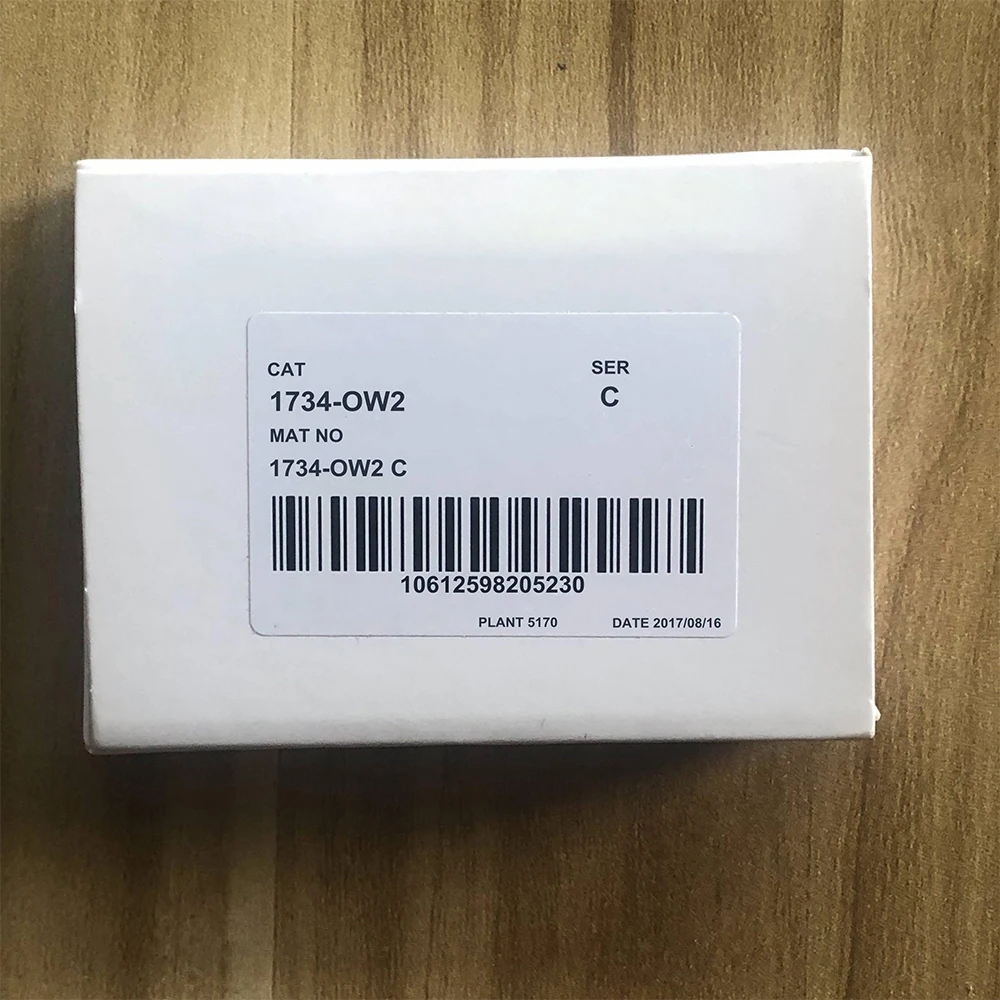 CAT SER
1734-OW2 C
MAT NO
1734-OW2 C
10612598205230
PLANT 5170 DATE 2017/08/16